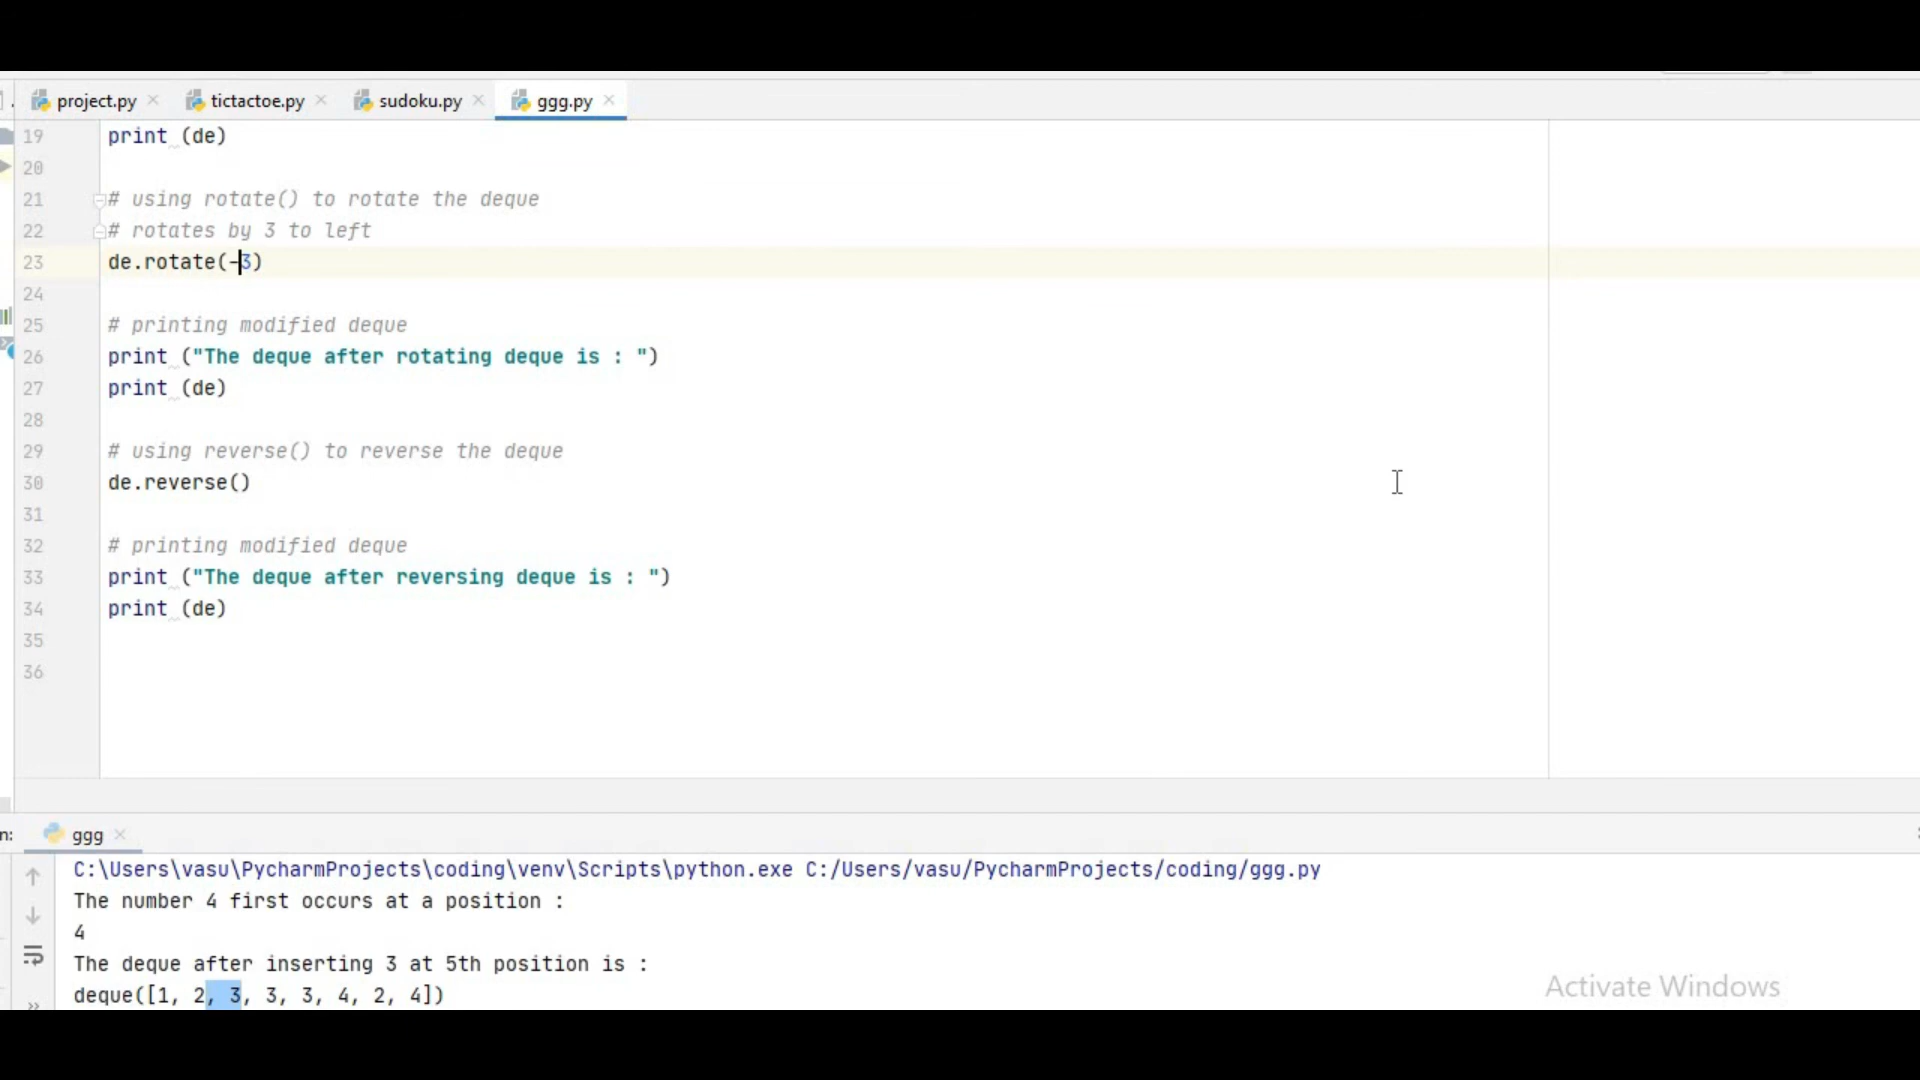 project.py
tictactoe.py
sudoku.py
ggg.py
19 print (de)
20
21 # using rotate() to rotate the deque
22 # rotates by 3 to left
23 de.rotate(-3)
24
25 # printing modified deque
26 print ("The deque after rotating deque is : ")
27 print (de)
28
29 # using reverse() to reverse the deque
30 de.reverse()
31
32 # printing modified deque
33 print ("The deque after reversing deque is : ")
34 print (de)
35
36
n: ggg
C:\Users\vasu\PycharmProjects\coding\venv\Scripts\python.exe C:/Users/vasu/PycharmProjects/coding/ggg.py
The number 4 first occurs at a position :
4
The deque after inserting 3 at 5th position is :
deque([1, 2, 3, 3, 3, 4, 2, 4])
Activate Windows